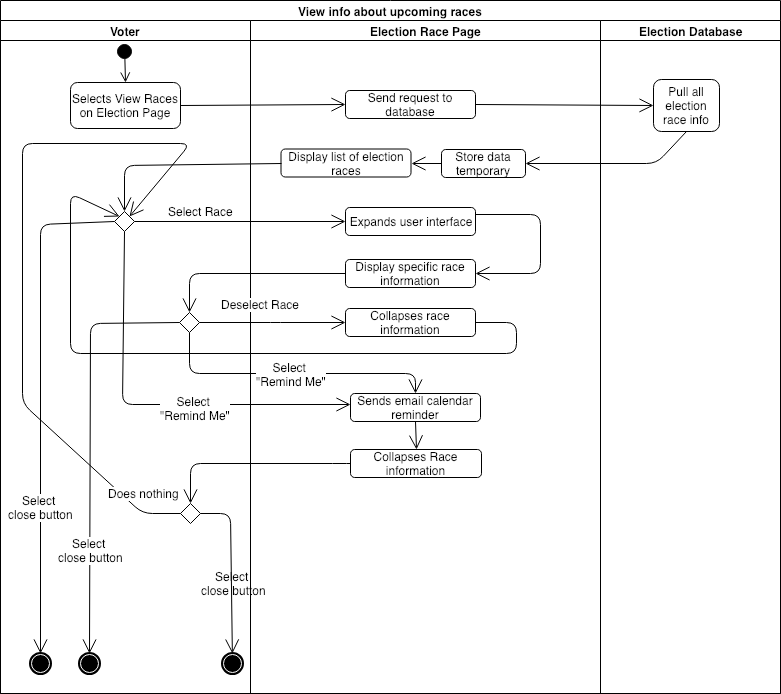 View info about upcoming races
Voter
Election Race Page
Election Database
Selects View Races
on Election Page
Send request to
database
Pull all
election
race info
Display list of election
races
Store data
temporary
Select Race
Expands user interface
Display specific race
information
Deselect Race
Collapses race
information
Select
"Remind Me"
Select
"Remind Me"
Sends email calendar
reminder
Collapses Race
information
Does nothing
Select
close button
Select
close button
Select
close button